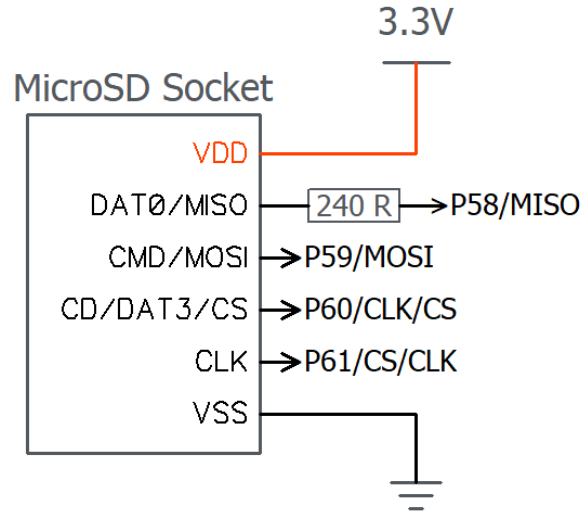 3.3V
MicroSD Socket
VDD
DAT0/MISO 240 R P58/MISO
CMD/MOSI P59/MOSI
CD/DAT3/CS P60/CLK/CS
CLK P61/CS/CLK
VSS